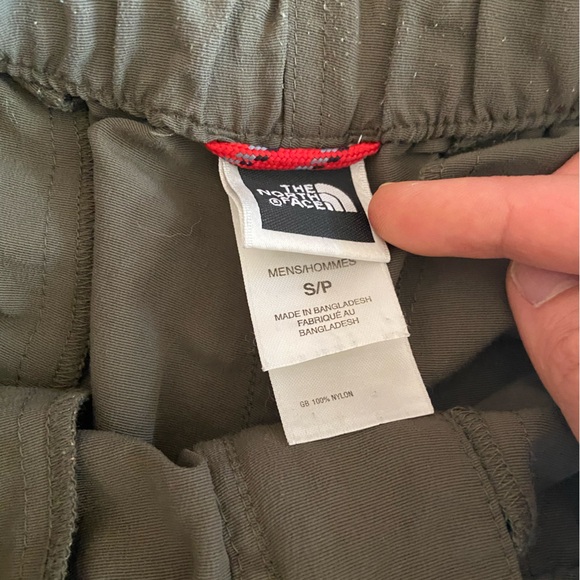 THE
NORTH
®FACE
MENS/HOMMES
S/P
MADE IN BANGLADESH
FABRIQUÉ AU
BANGLADESH
GB·100% NYLON